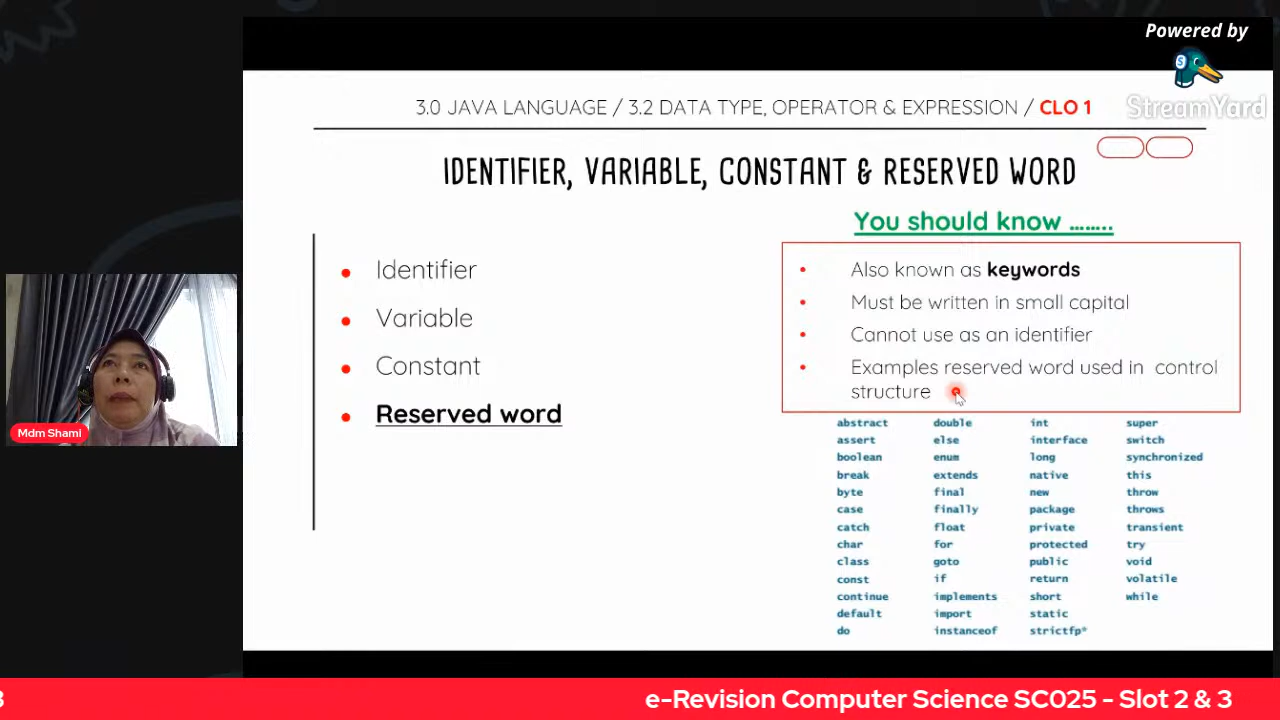 Powered by
S
StreamYard
3.0 JAVA LANGUAGE / 3.2 DATA TYPE, OPERATOR & EXPRESSION / CLO 1
IDENTIFIER, VARIABLE, CONSTANT & RESERVED WORD
• Identifier
• Variable
• Constant
• Reserved word
You should know ........
• Also known as keywords
• Must be written in small capital
• Cannot use as an identifier
• Examples reserved word used in control
structure
abstract double int super
assert else interface switch
boolean enum long synchronized
break extends native this
byte final new throw
case finally package throws
catch float private transient
char for protected try
class goto public void
const if return volatile
continue implements short while
default import static
do instanceof strictfp*
Mdm Shami
3
e-Revision Computer Science SC025 - Slot 2 & 3